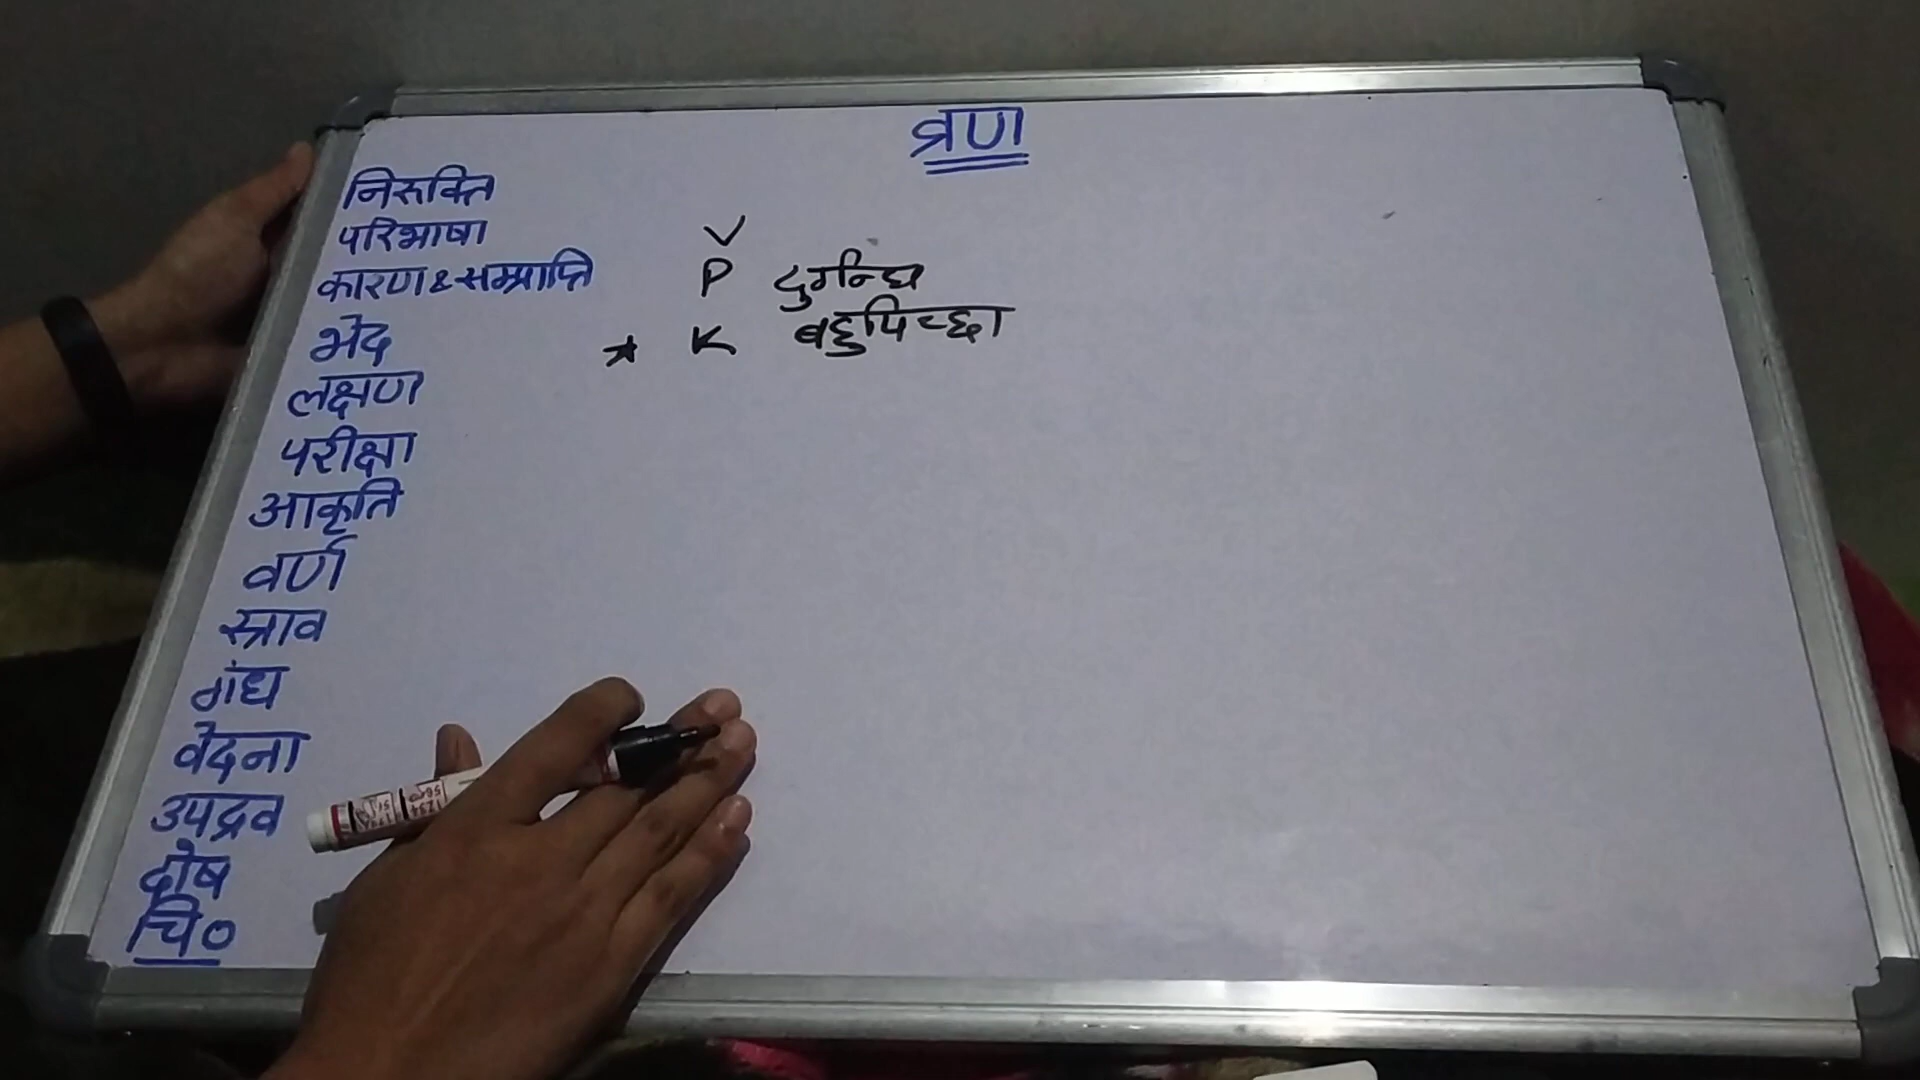 व्रण
निरूक्ति
परिभाषा
कारण & सम्प्राप्ति
भेद
लक्षण
परीक्षा
आकृति
वर्ण
स्त्राव
गंध
वेदना
उपद्रव
दोष
चि०
V
P दुर्गन्धि
★ K बहुपिच्छा